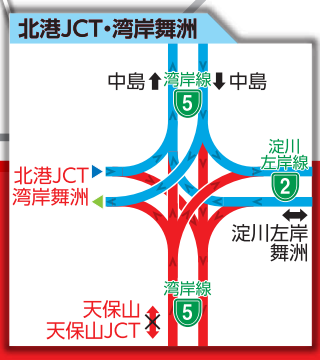 北港JCT・湾岸舞洲
中島
湾岸線
中島
5
淀川
左岸線
2
北港JCT
湾岸舞洲
淀川左岸
舞洲
湾岸線
5
天保山
天保山JCT